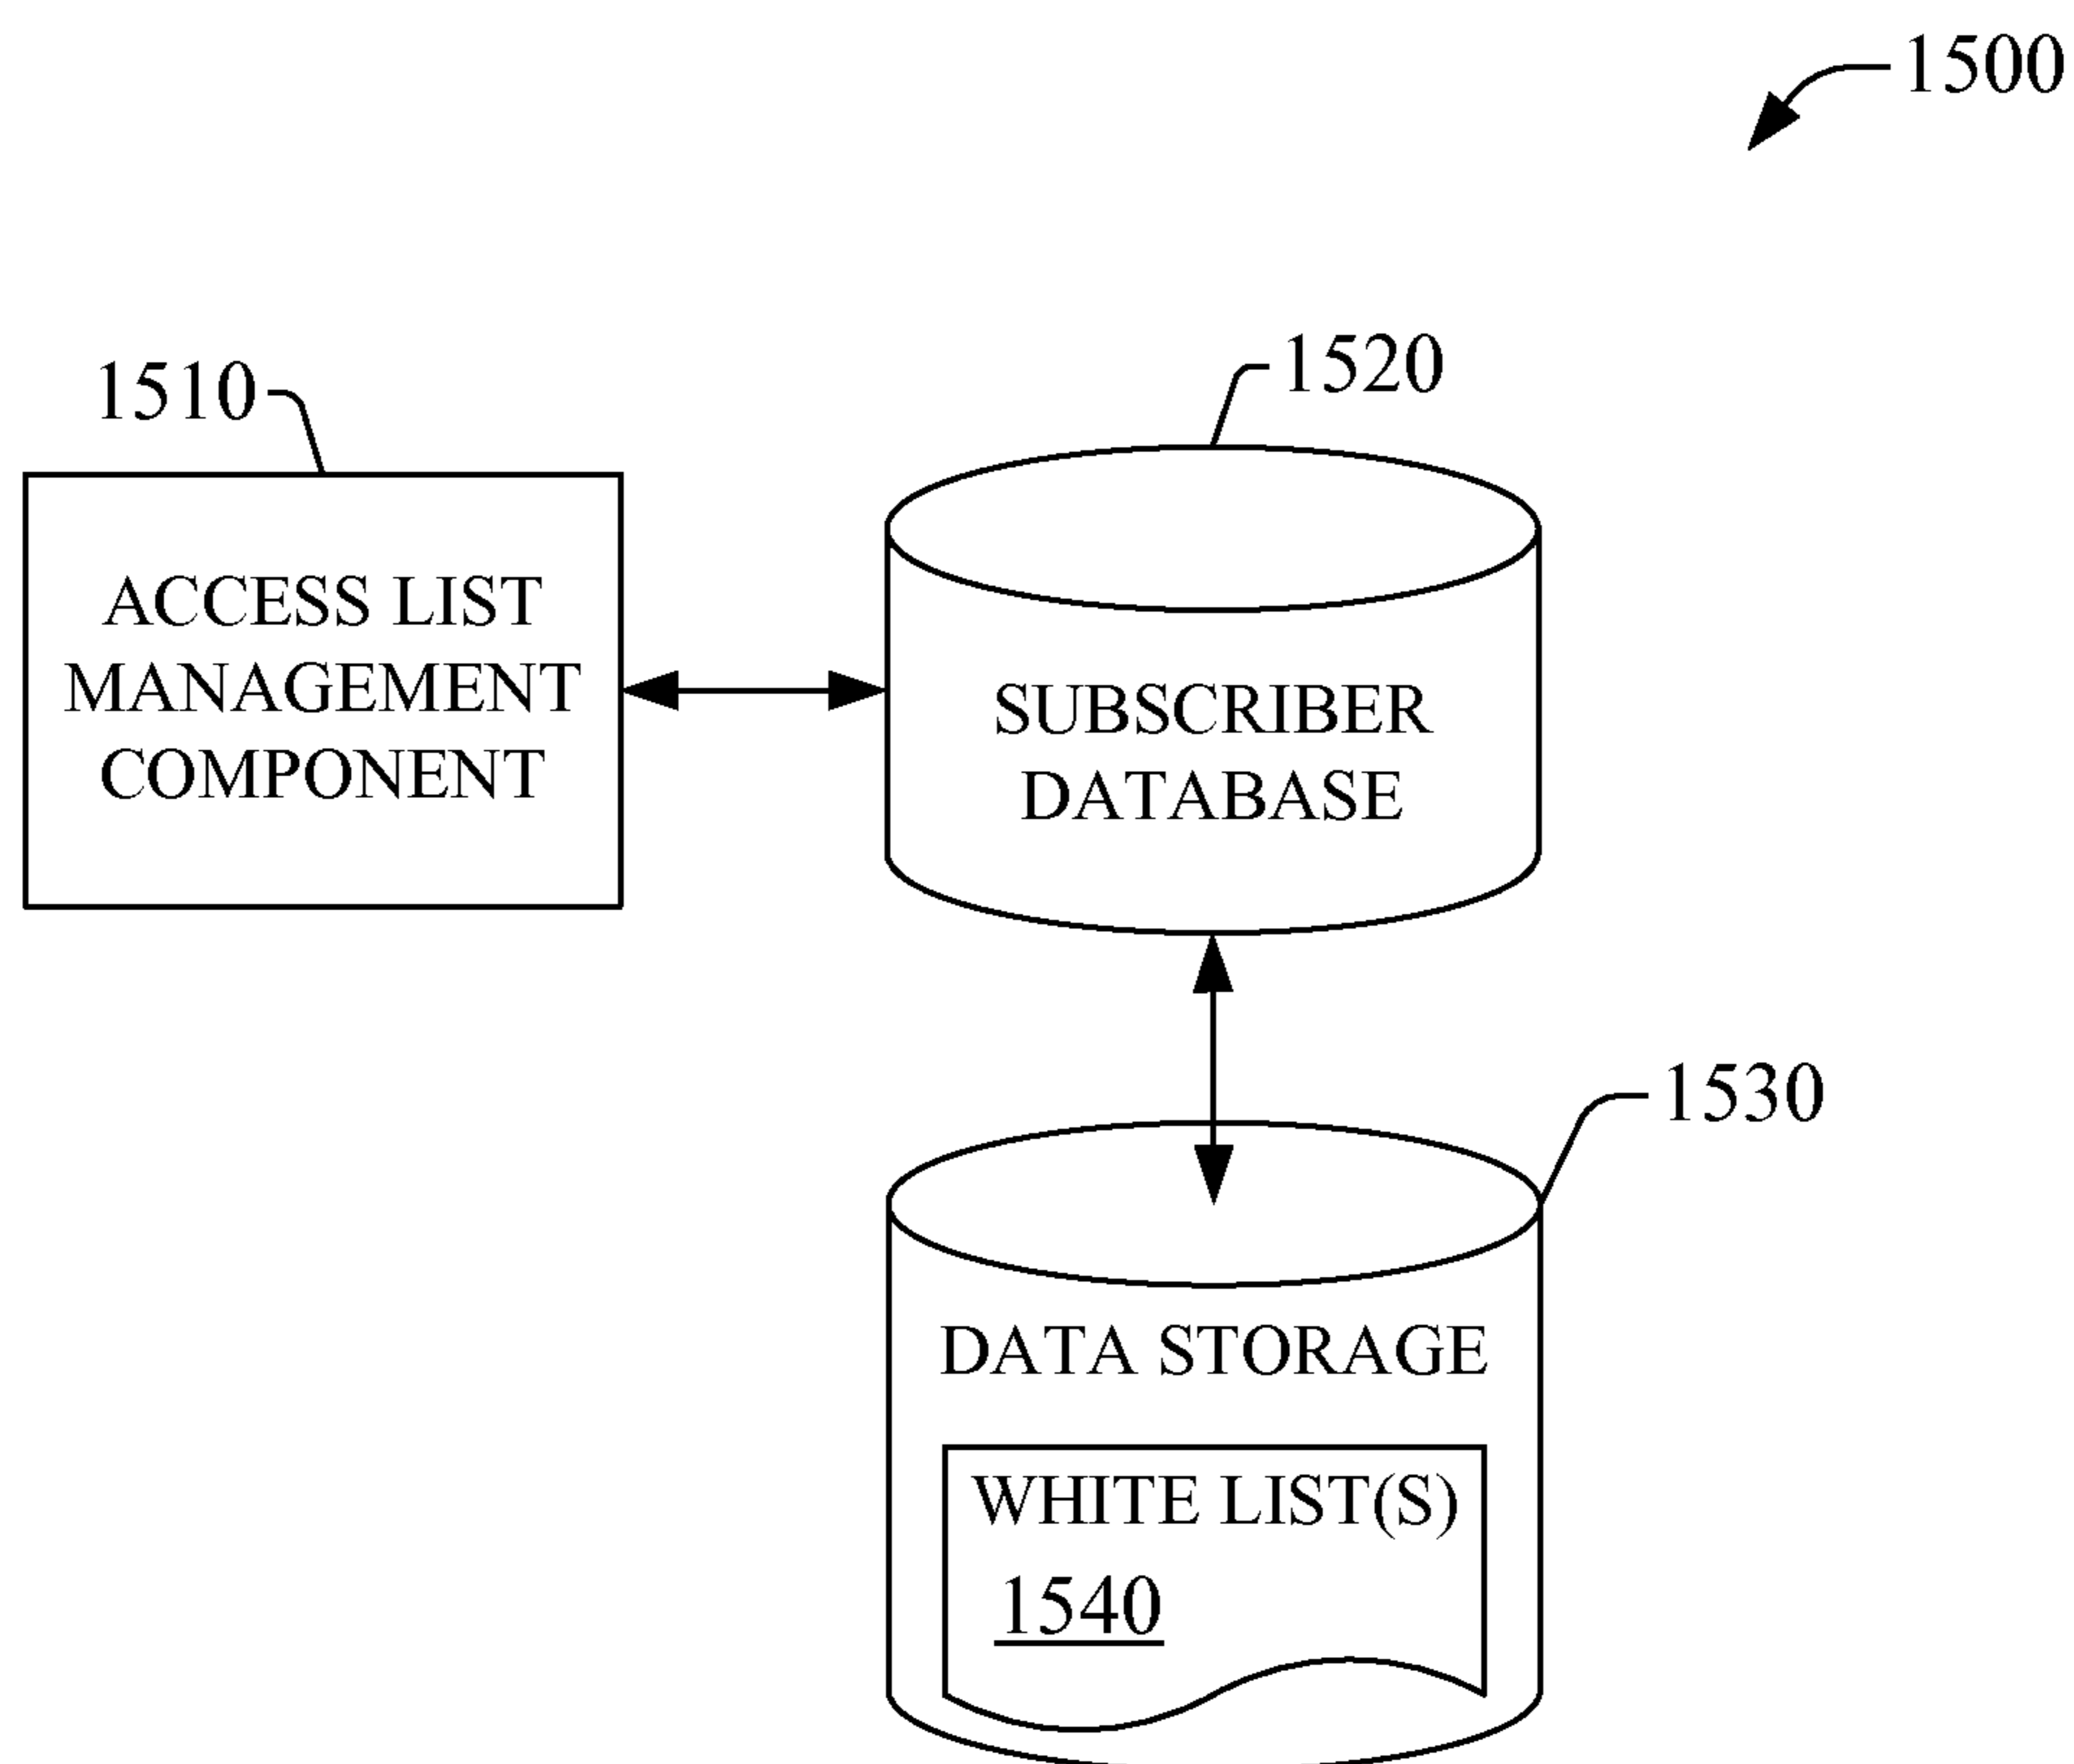 1500
1520
1510
ACCESS LIST
MANAGEMENT
COMPONENT
SUBSCRIBER
DATABASE
1530
DATA STORAGE
WHITE LIST(S)
1540